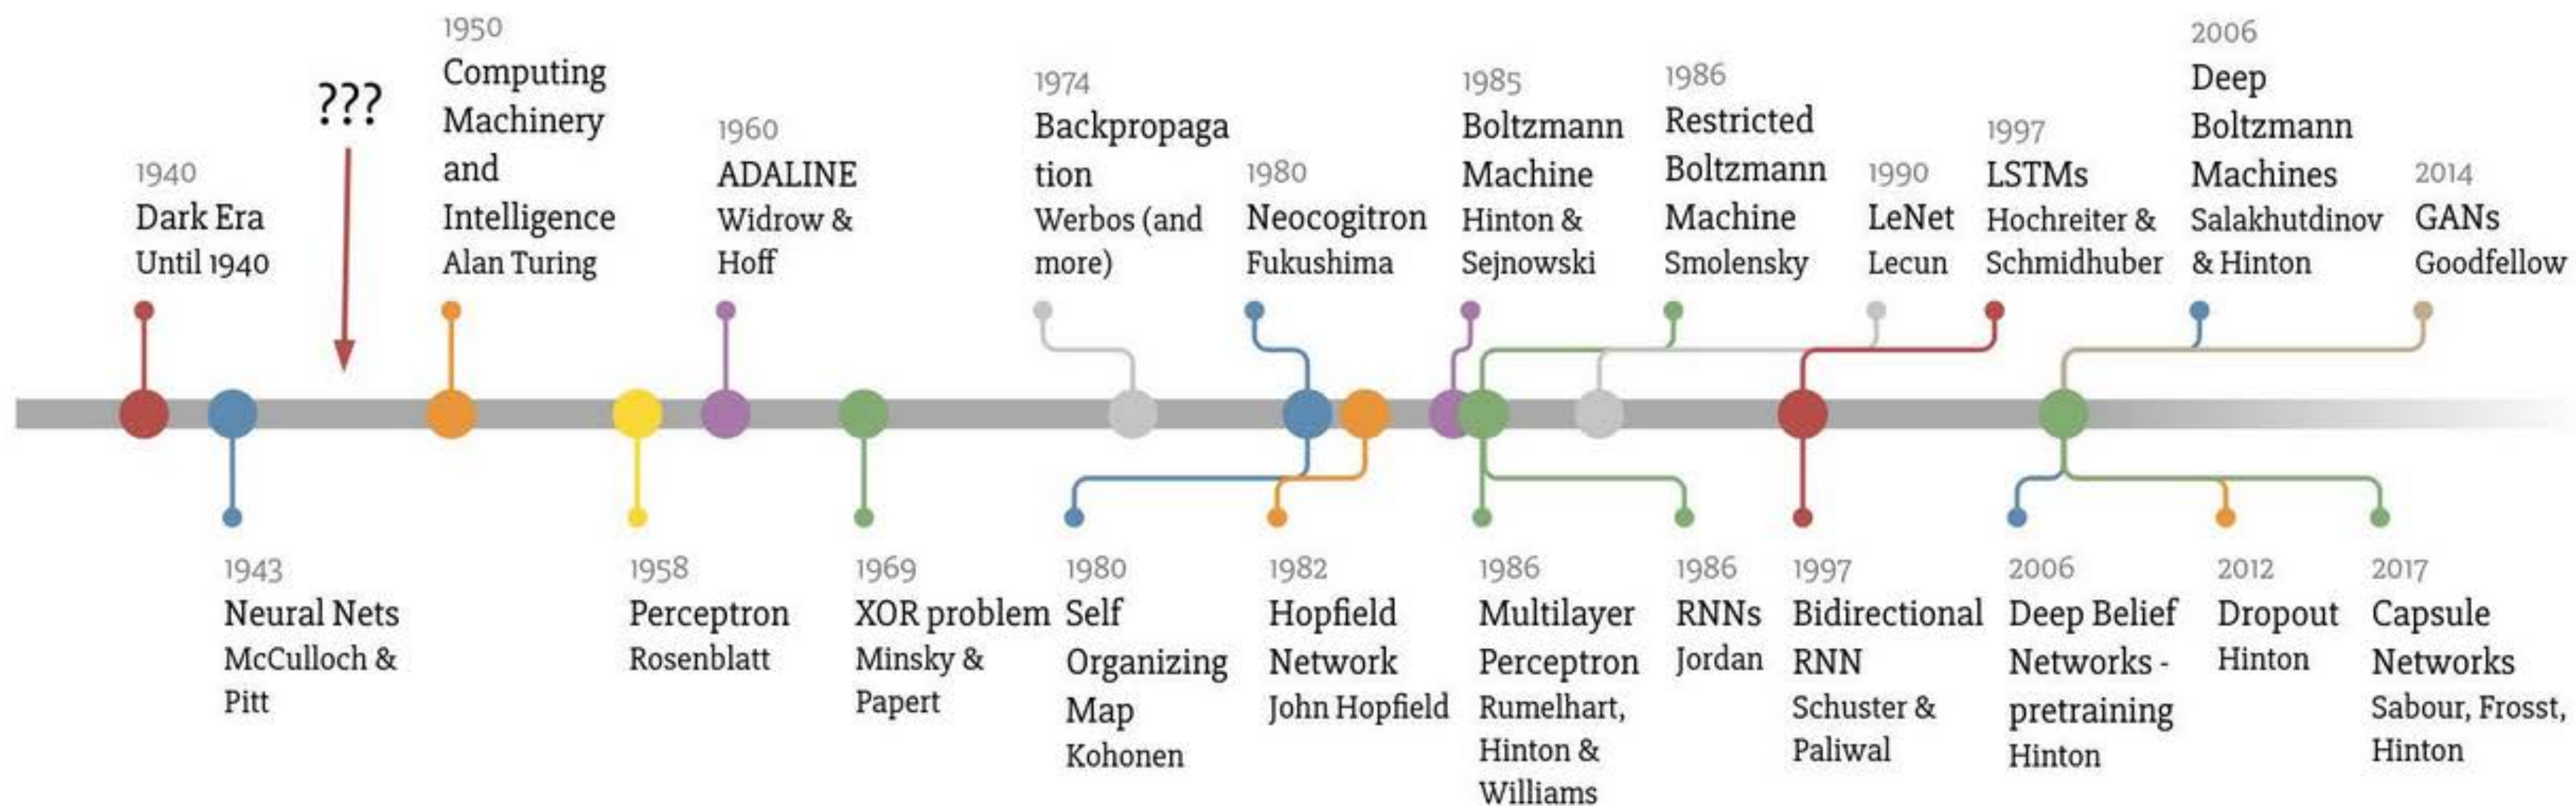 1940
Dark Era
Until 1940
???
1950
Computing
Machinery
and
Intelligence
Alan Turing
1960
ADALINE
Widrow &
Hoff
1974
Backpropaga
tion
Werbos (and
more)
1980
Neocogitron
Fukushima
1985
Boltzmann
Machine
Hinton &
Sejnowski
1986
Restricted
Boltzmann
Machine
Smolensky
1990
LeNet
Lecun
1997
LSTMs
Hochreiter &
Schmidhuber
2006
Deep
Boltzmann
Machines
Salakhutdinov
& Hinton
2014
GANs
Goodfellow
1943
Neural Nets
McCulloch &
Pitt
1958
Perceptron
Rosenblatt
1969
XOR problem
Minsky &
Papert
1980
Self
Organizing
Map
Kohonen
1982
Hopfield
Network
John Hopfield
1986
Multilayer
Perceptron
Rumelhart,
Hinton &
Williams
1986
RNNs
Jordan
1997
Bidirectional
RNN
Schuster &
Paliwal
2006
Deep Belief
Networks -
pretraining
Hinton
2012
Dropout
Hinton
2017
Capsule
Networks
Sabour, Frosst,
Hinton